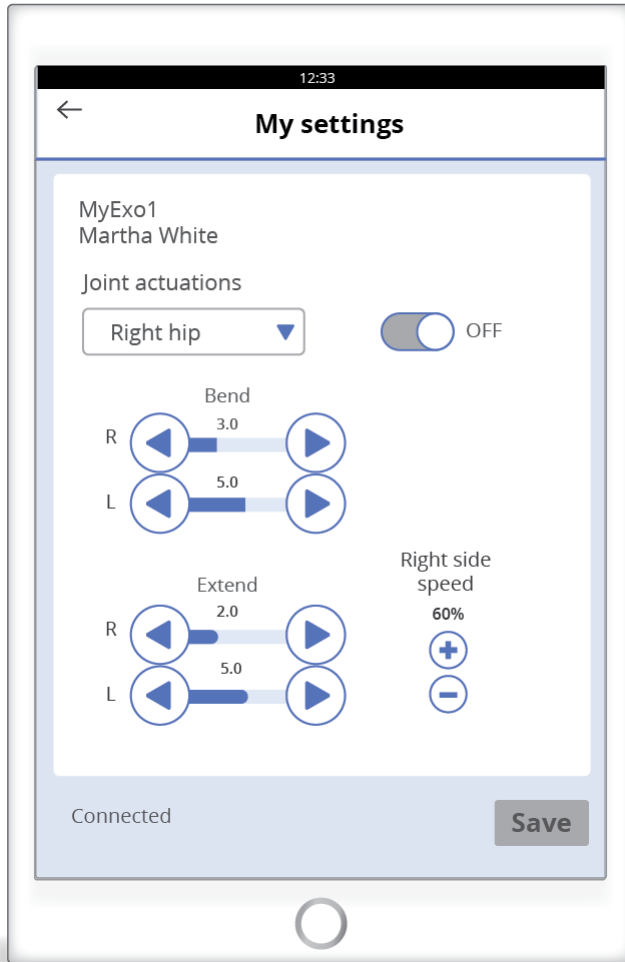 12:33
My settings
MyExo1
Martha White
Joint actuations
Right hip
OFF
Bend
R
3.0
L
5.0
Extend
R
2.0
L
5.0
Right side
speed
60%
Connected
Save